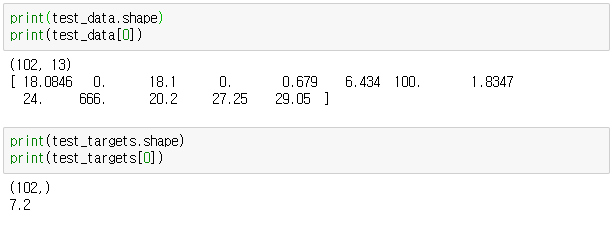 print(test_data.shape)
print(test_data[0])
(102, 13)
[ 18.0846   0.      18.1      0.       0.679    6.434  100.       1.8347
  24.     666.      20.2     27.25    29.05  ]
print(test_targets.shape)
print(test_targets[0])
(102,)
7.2